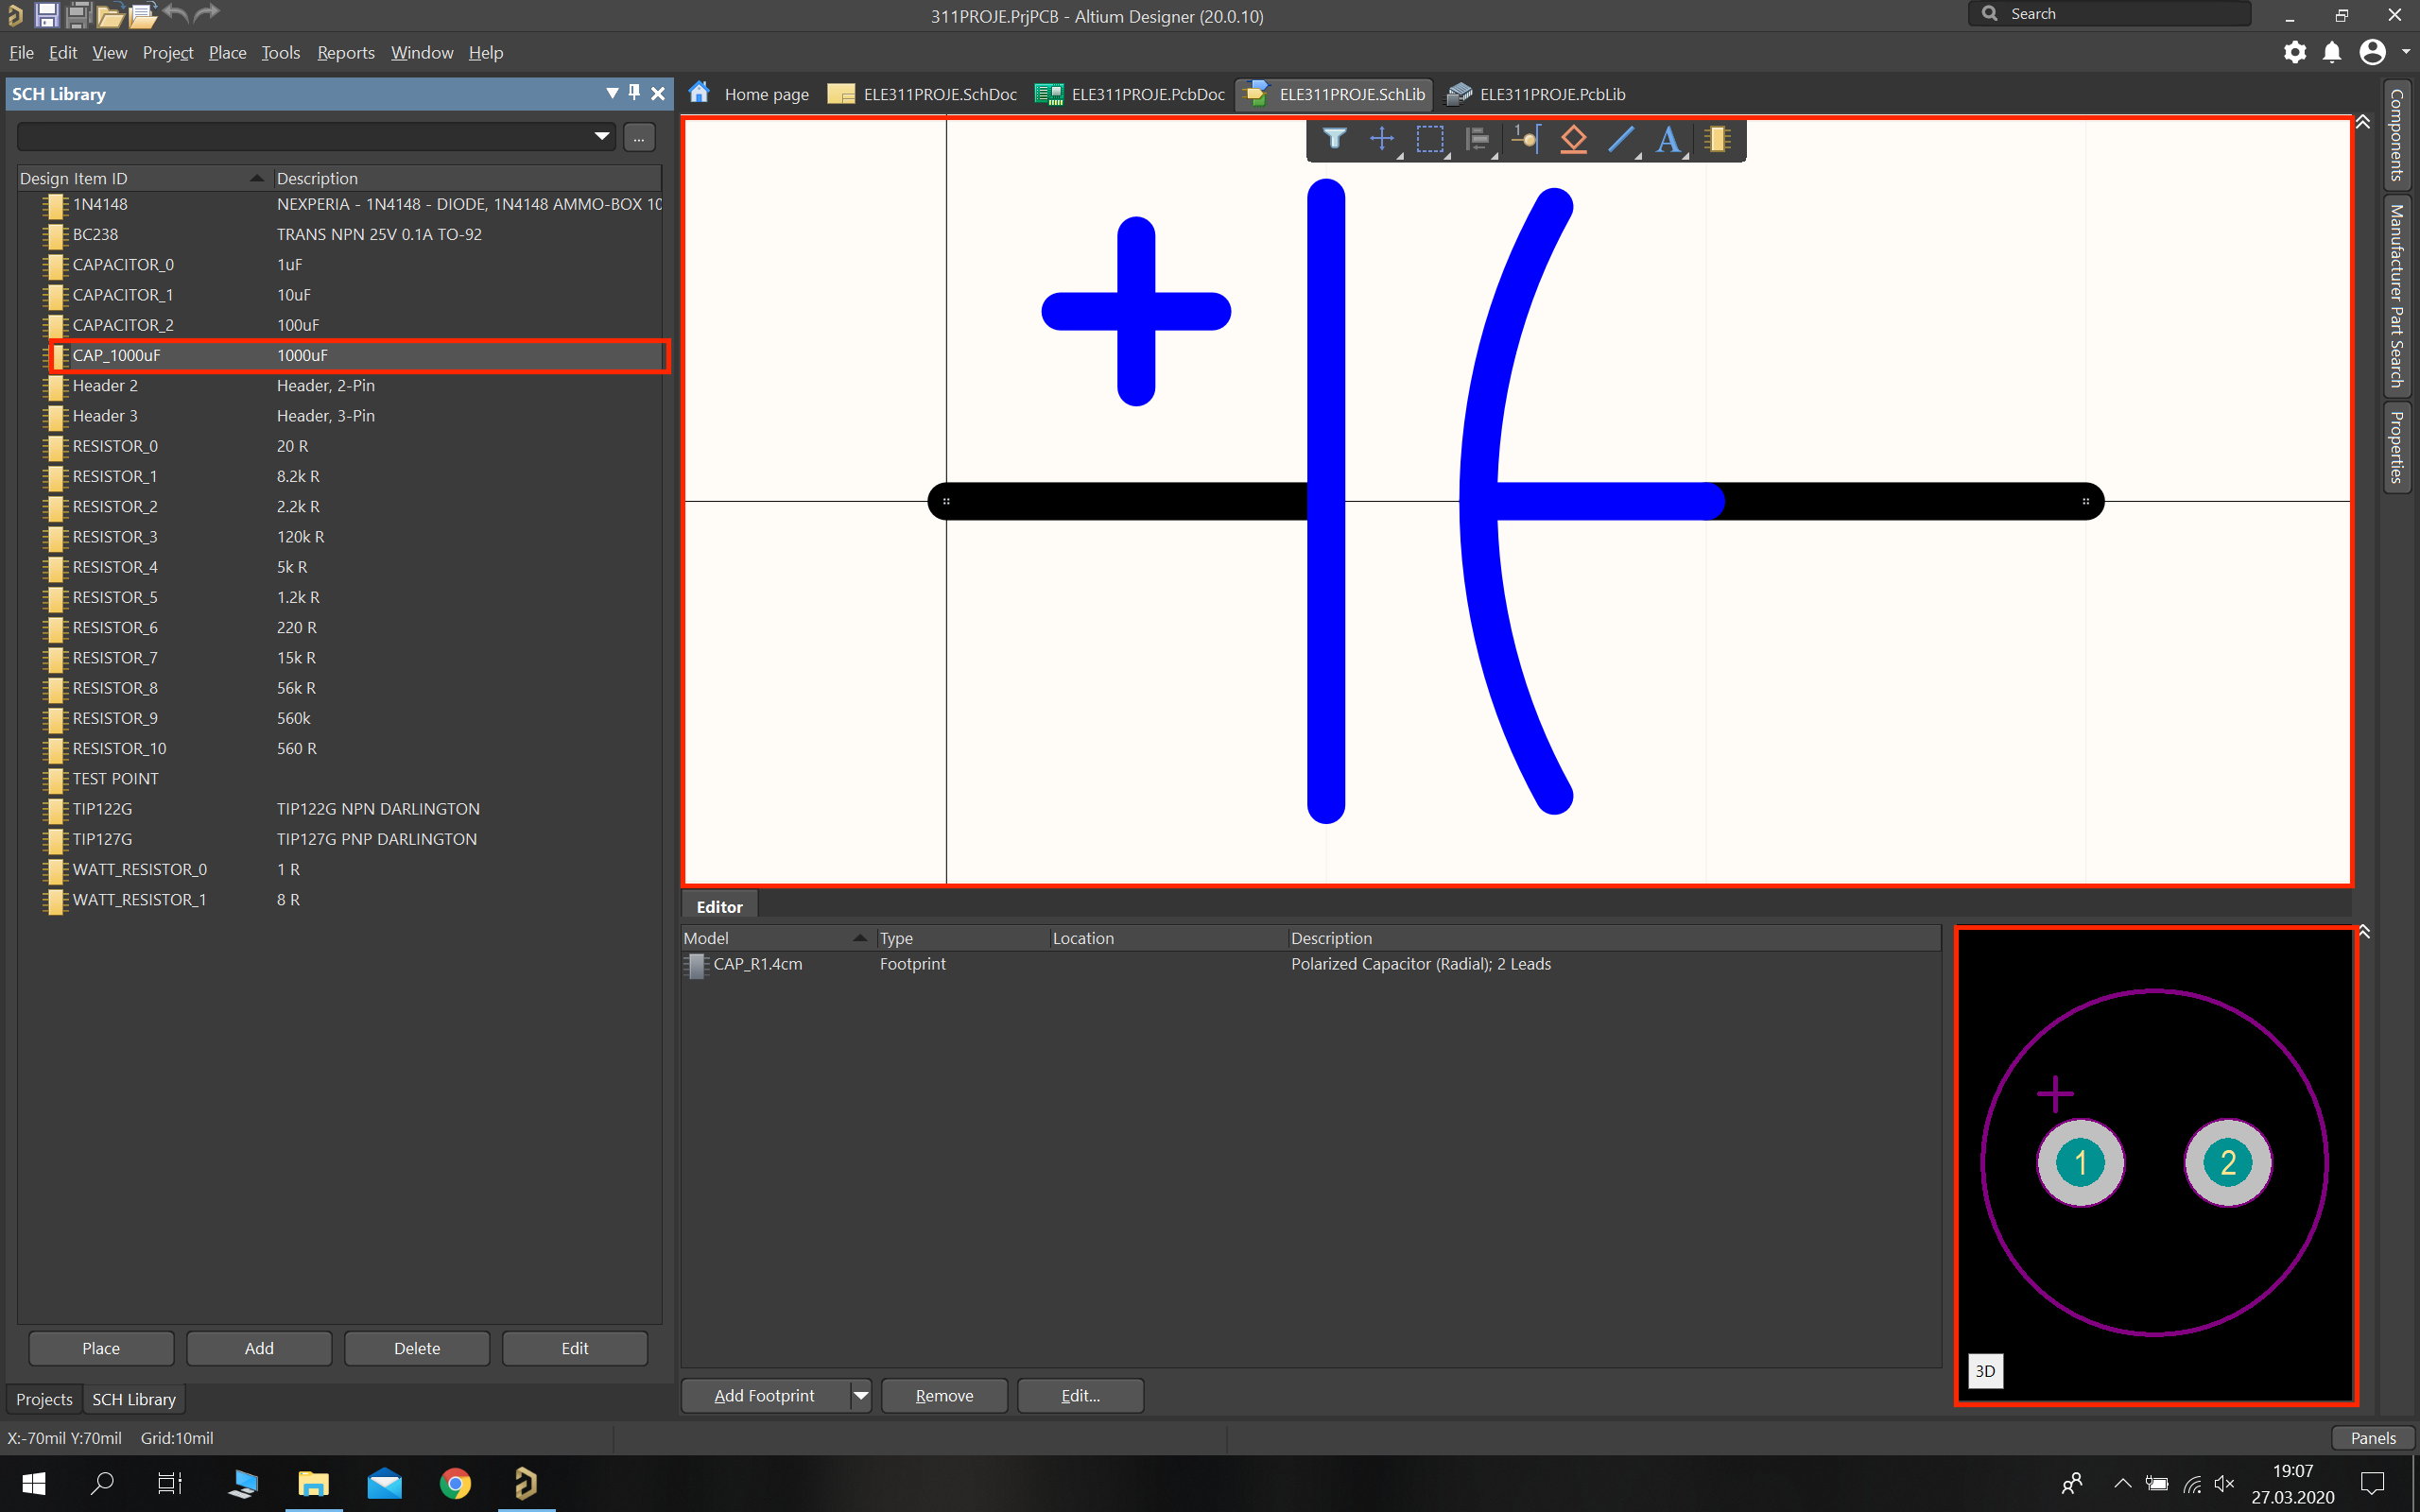 311PROJE.PrjPCB - Altium Designer (20.0.10)
Search
File Edit View Project Place Tools Reports Window Help
SCH Library
Home page ELE311PROJE.SchDoc ELE311PROJE.PcbDoc ELE311PROJE.SchLib ELE311PROJE.PcbLib
...
Design Item ID Description
1N4148 NEXPERIA - 1N4148 - DIODE, 1N4148 AMMO-BOX 10
BC238 TRANS NPN 25V 0.1A TO-92
CAPACITOR_0 1uF
CAPACITOR_1 10uF
CAPACITOR_2 100uF
CAP_1000uF 1000uF
Header 2 Header, 2-Pin
Header 3 Header, 3-Pin
RESISTOR_0 20 R
RESISTOR_1 8.2k R
RESISTOR_2 2.2k R
RESISTOR_3 120k R
RESISTOR_4 5k R
RESISTOR_5 1.2k R
RESISTOR_6 220 R
RESISTOR_7 15k R
RESISTOR_8 56k R
RESISTOR_9 560k
RESISTOR_10 560 R
TEST POINT
TIP122G TIP122G NPN DARLINGTON
TIP127G TIP127G PNP DARLINGTON
WATT_RESISTOR_0 1 R
WATT_RESISTOR_1 8 R
Place Add Delete Edit
Projects SCH Library
Components
Manufacturer Part Search
Properties
Editor
Model Type Location Description
CAP_R1.4cm Footprint Polarized Capacitor (Radial); 2 Leads
1 2
3D
Add Footprint Remove Edit...
X:-70mil Y:70mil Grid:10mil
Panels
19:07
27.03.2020